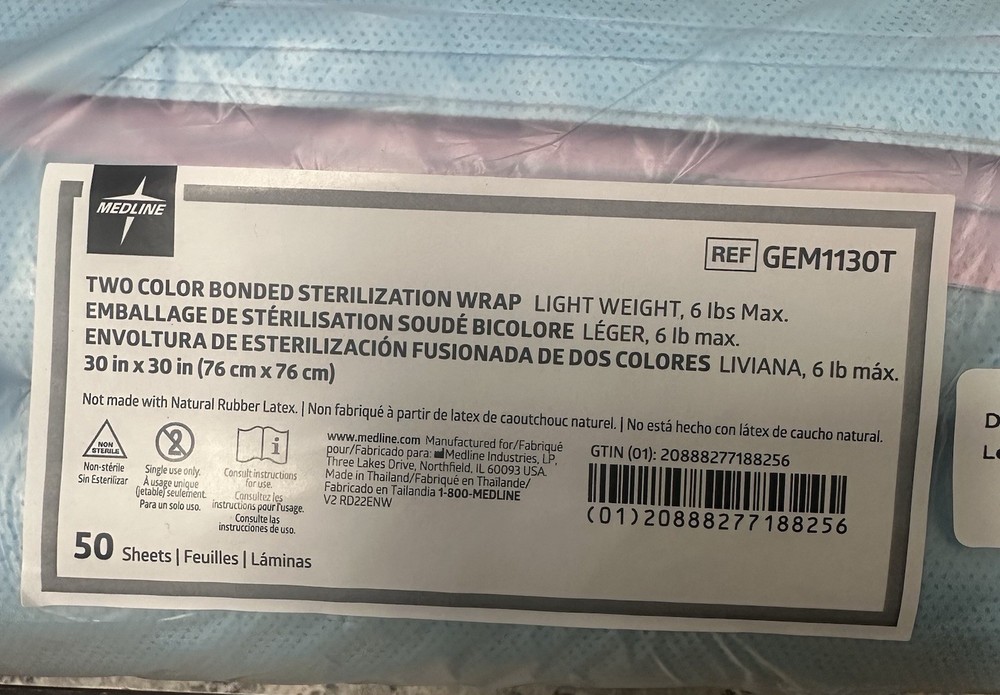 MEDLINE
REF GEM1130T
TWO COLOR BONDED STERILIZATION WRAP LIGHT WEIGHT, 6 lbs Max.
EMBALLAGE DE STÉRILISATION SOUDÉ BICOLORE LÉGER, 6 lb max.
ENVOLTURA DE ESTERILIZACIÓN FUSIONADA DE DOS COLORES LIVIANA, 6 lb máx.
30 in x 30 in (76 cm x 76 cm)
Not made with Natural Rubber Latex. | Non fabriqué à partir de latex de caoutchouc naturel. | No está hecho con látex de caucho natural.
NON
STERILE
Non-stérile
Sin Esterilizar
2
Single use only.
À usage unique
(jetable) seulement.
Para un solo uso.
i
Consult instructions
for use.
Consultez les
instructions pour l'usage.
Consulte las
instrucciones de uso.
www.medline.com Manufactured for/Fabriqué
pour/Fabricado para: Medline Industries, LP,
Three Lakes Drive, Northfield, IL 60093 USA.
Made in Thailand/Fabriqué en Thaïlande/
Fabricado en Tailandia 1-800-MEDLINE
V2 RD22ENW
GTIN (01): 20888277188256
(01)20888277188256
50 Sheets | Feuilles | Láminas
D
Le